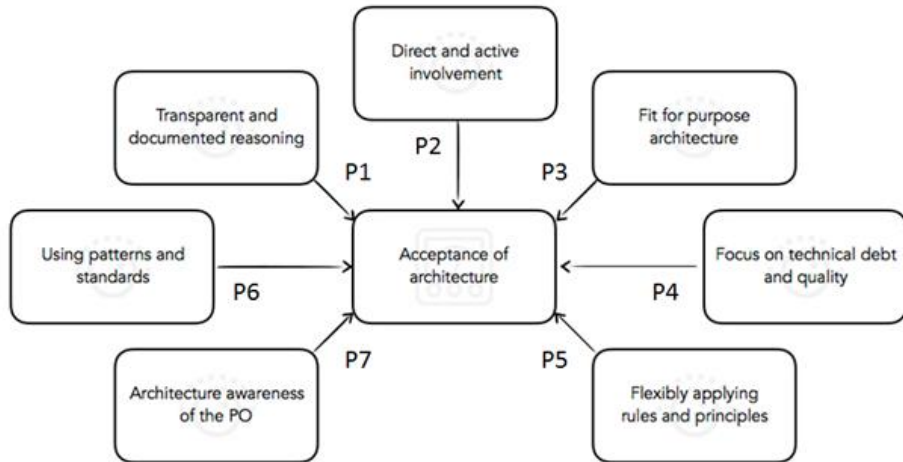 Direct and active
involvement
Transparent and
documented reasoning
Fit for purpose
architecture
P1
P2
P3
Using patterns and
standards
Acceptance of
architecture
Focus on technical debt
and quality
P6
P4
P7
P5
Architecture awareness
of the PO
Flexibly applying
rules and principles